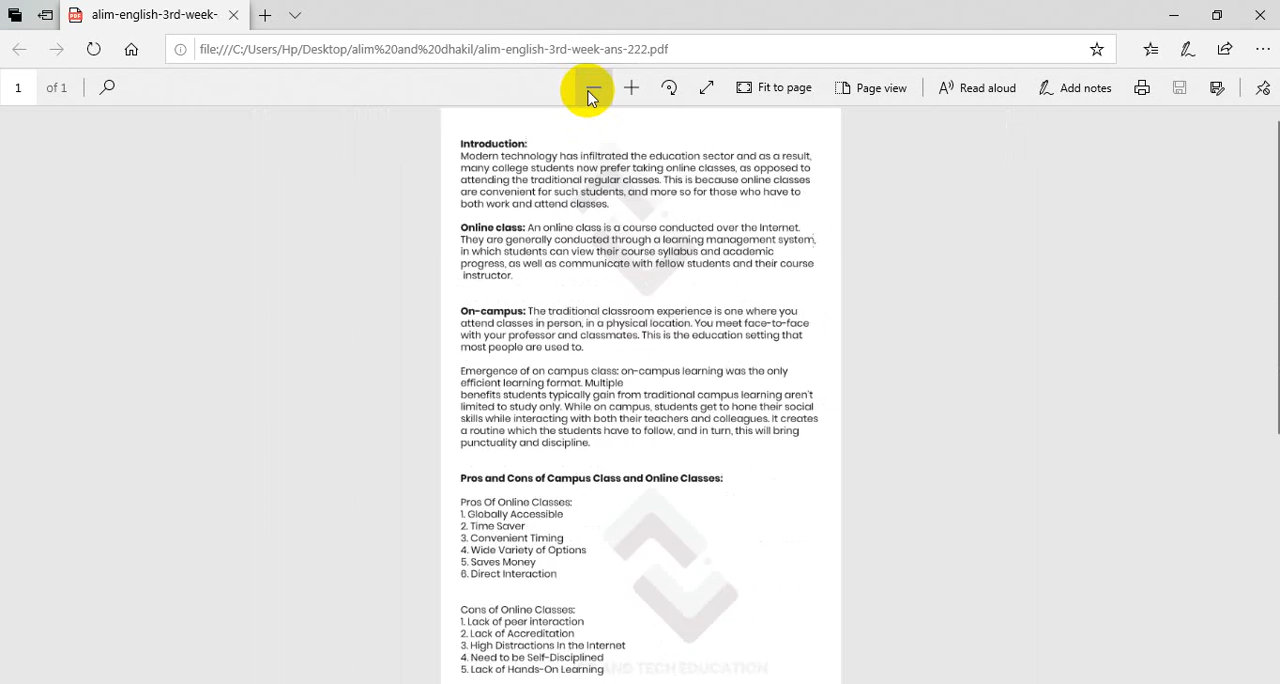 alim-english-3rd-week-
file:///C:/Users/Hp/Desktop/alim%20and%20dhakil/alim-english-3rd-week-ans-222.pdf
1 of 1 Fit to page Page view Read aloud Add notes
Introduction:
Modern technology has infiltrated the education sector and as a result,
many college students now prefer taking online classes, as opposed to
attending the traditional regular classes. This is because online classes
are convenient for such students, and more so for those who have to
both work and attend classes.
Online class: An online class is a course conducted over the Internet.
They are generally conducted through a learning management system,
in which students can view their course syllabus and academic
progress, as well as communicate with fellow students and their course
instructor.
On-campus: The traditional classroom experience is one where you
attend classes in person, in a physical location. You meet face-to-face
with your professor and classmates. This is the education setting that
most people are used to.
Emergence of on campus class: on-campus learning was the only
efficient learning format. Multiple
benefits students typically gain from traditional campus learning aren't
limited to study only. While on campus, students get to hone their social
skills while interacting with both their teachers and colleagues. It creates
a routine which the students have to follow, and in turn, this will bring
punctuality and discipline.
Pros and Cons of Campus Class and Online Classes:
Pros Of Online Classes:
1. Globally Accessible
2. Time Saver
3. Convenient Timing
4. Wide Variety of Options
5. Saves Money
6. Direct Interaction
Cons of Online Classes:
1. Lack of peer interaction
2. Lack of Accreditation
3. High Distractions In the Internet
4. Need to be Self-Disciplined
5. Lack of Hands-On Learning
AND TECH EDUCATION